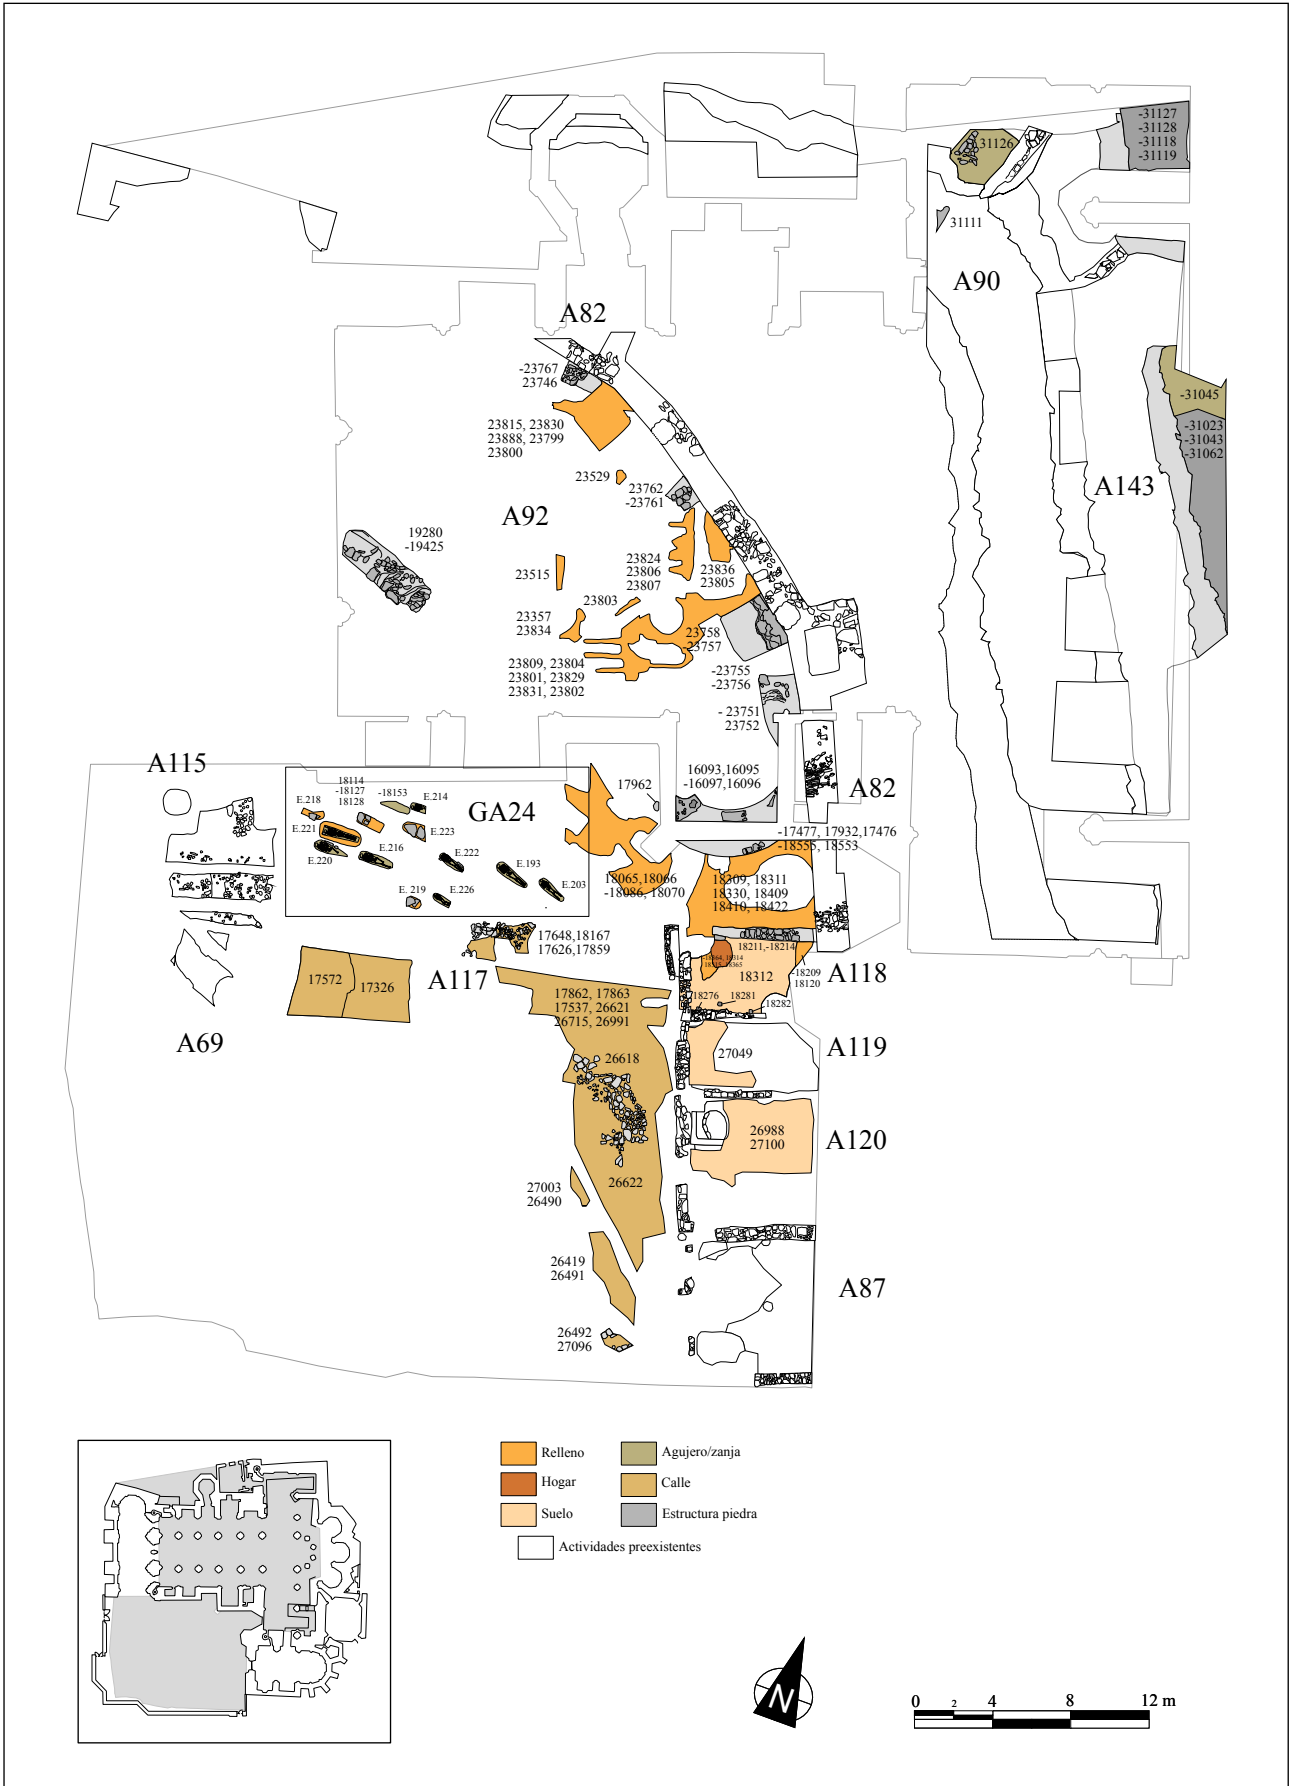 -31127
-31128
-31118
-31119
31126
31111
A90
A82
-23767
23746
-31045
-31023
-31043
-31062
23815, 23830
23888, 23799
23800
23529
23762
-23761
A143
A92
19280
-19425
23824
23806
23807
23836
23805
23515
23803
23357
23834
23758
-23757
23809, 23804
23801, 23829
23831, 23802
-23755
-23756
- 23751
23752
A115
17962
16093,16095
-16097,16096
A82
18114
-18127
18128
-18153
E.214
E.218
GA24
E.223
E.221
E.220
E.216
E.222
E.193
E.203
E. 219
E.226
-17477, 17932,17476
-18555, 18553
18065,18066
-18086, 18070
18309, 18311
18330, 18409
18410, 18422
17648,18167
17626,17859
18211,-18214
A117
17572
17326
18312
-18209
18120
A118
17862, 17863
17537, 26621
26715, 26991
18276
18281
18282
A69
26618
27049
A119
26988
27100
A120
26622
27003
26490
26419
26491
A87
26492
27096
Relleno
Agujero/zanja
Hogar
Calle
Suelo
Estructura piedra
Actividades preexistentes
N
0 2 4 8 12 m